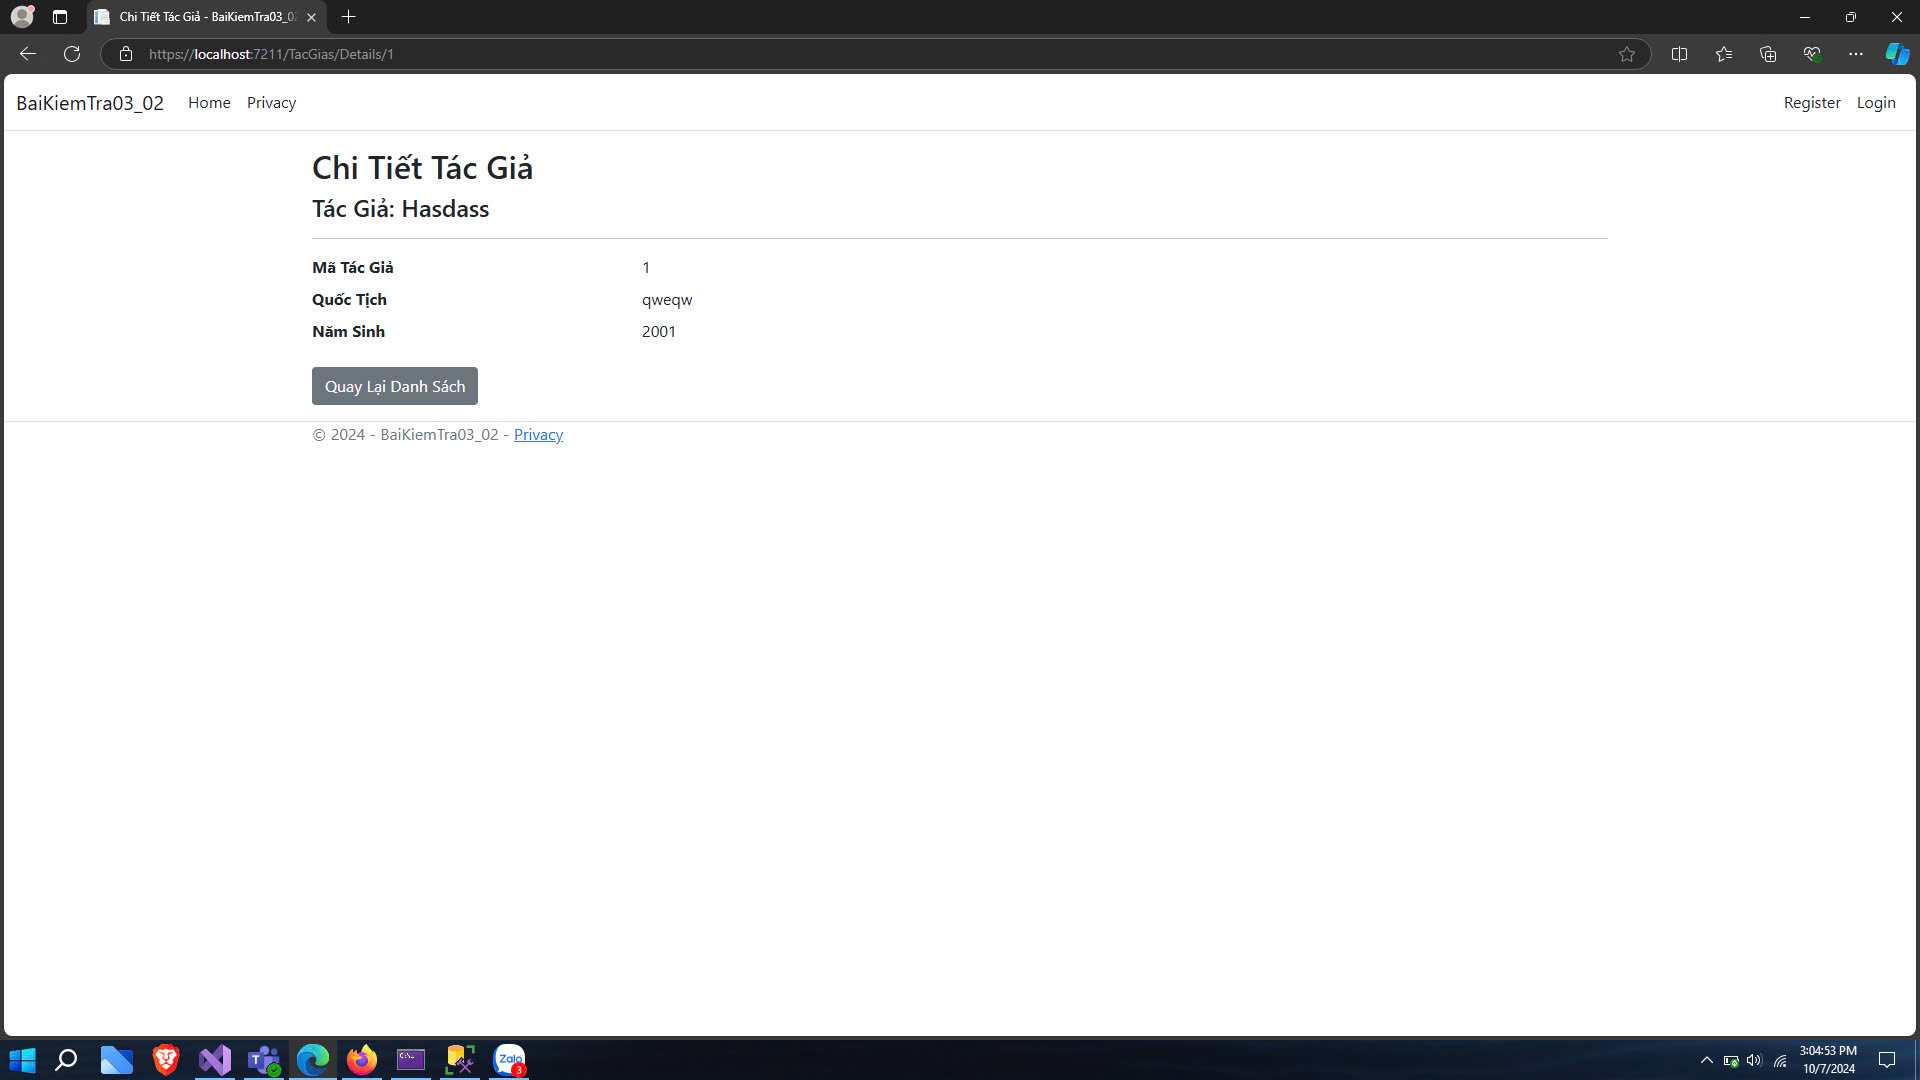 Chi Tiết Tác Giả - BaiKiemTra03_02
https://localhost:7211/TacGias/Details/1
BaiKiemTra03_02 Home Privacy Register Login
Chi Tiết Tác Giả
Tác Giả: Hasdass
Mã Tác Giả 1
Quốc Tịch qweqw
Năm Sinh 2001
Quay Lại Danh Sách
© 2024 - BaiKiemTra03_02 - Privacy
Zalo 3
3:04:53 PM
10/7/2024